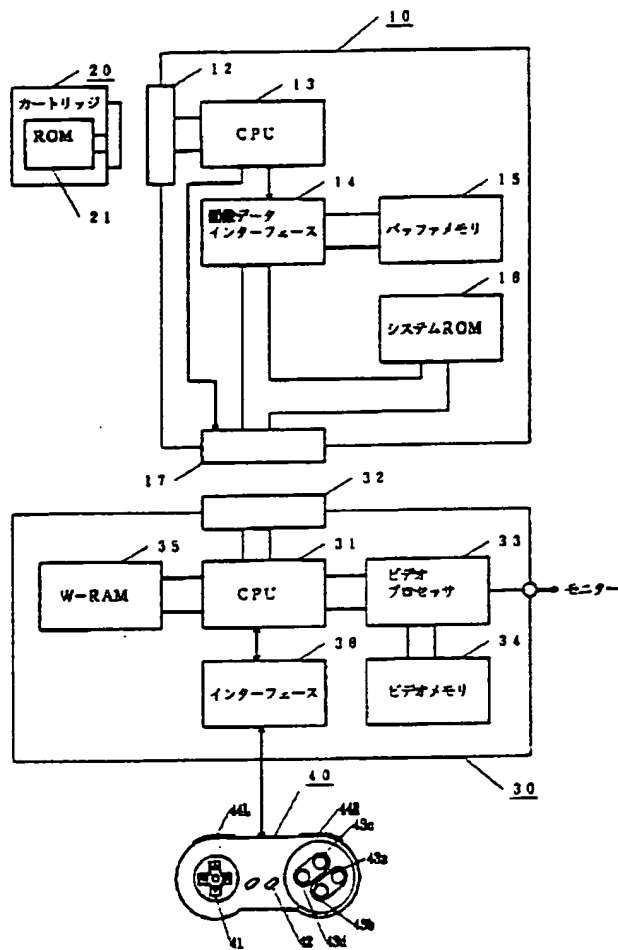 10
20
12
カートリッジ
13
ROM
CPU
21
14
15
画像データ
インターフェース
バッファメモリ
16
システムROM
17
32
35
31
33
W-RAM
CPU
ビデオ
プロセッサ
モニター
36
34
インターフェース
ビデオメモリ
30
40
44L
44R
43c
43a
41
42
43d
43b